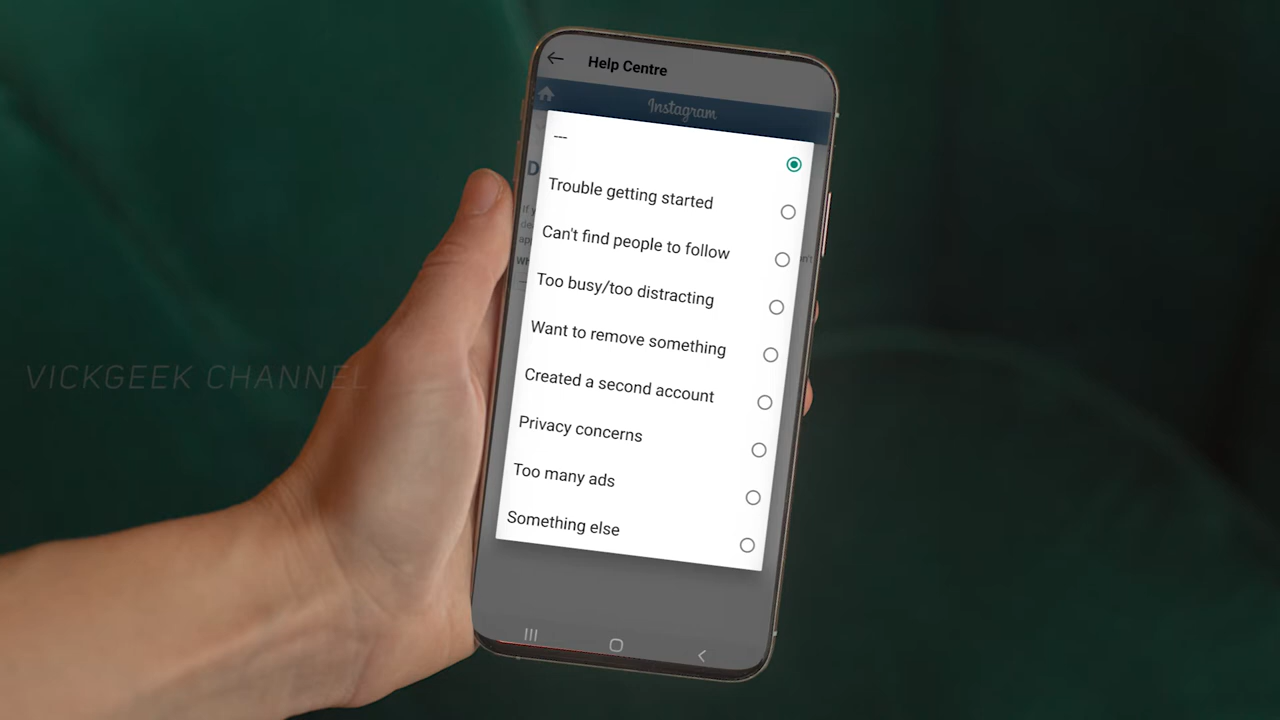 Help Centre
Instagram
---
Trouble getting started
Can't find people to follow
Too busy/too distracting
Want to remove something
Created a second account
Privacy concerns
Too many ads
Something else
VICKGEEK CHANNEL